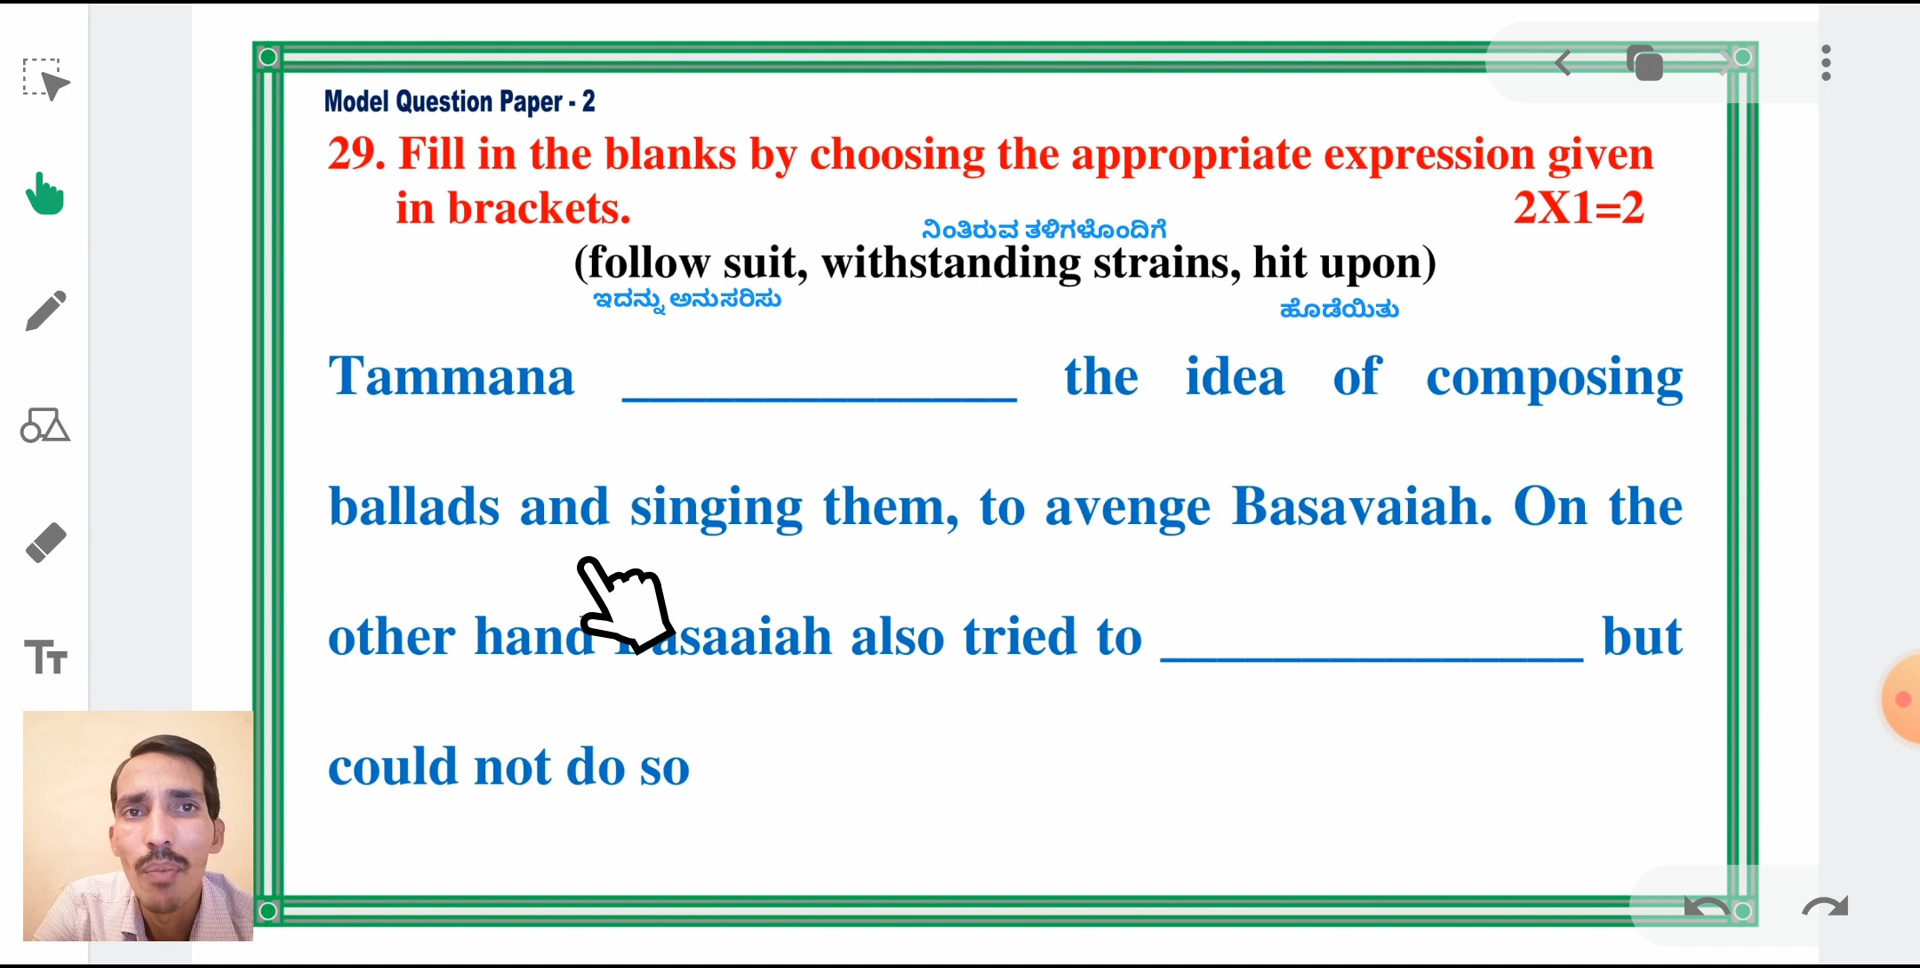 Model Question Paper - 2
29. Fill in the blanks by choosing the appropriate expression given
in brackets. 2X1=2
ನಿಂತಿರುವ ತಳಿಗಳೊಂದಿಗೆ
(follow suit, withstanding strains, hit upon)
ಇದನ್ನು ಅನುಸರಿಸು ಹೊಡೆಯಿತು
Tammana ______________ the idea of composing
ballads and singing them, to avenge Basavaiah. On the
other hand also tried to _______________ but
could not do so
TT